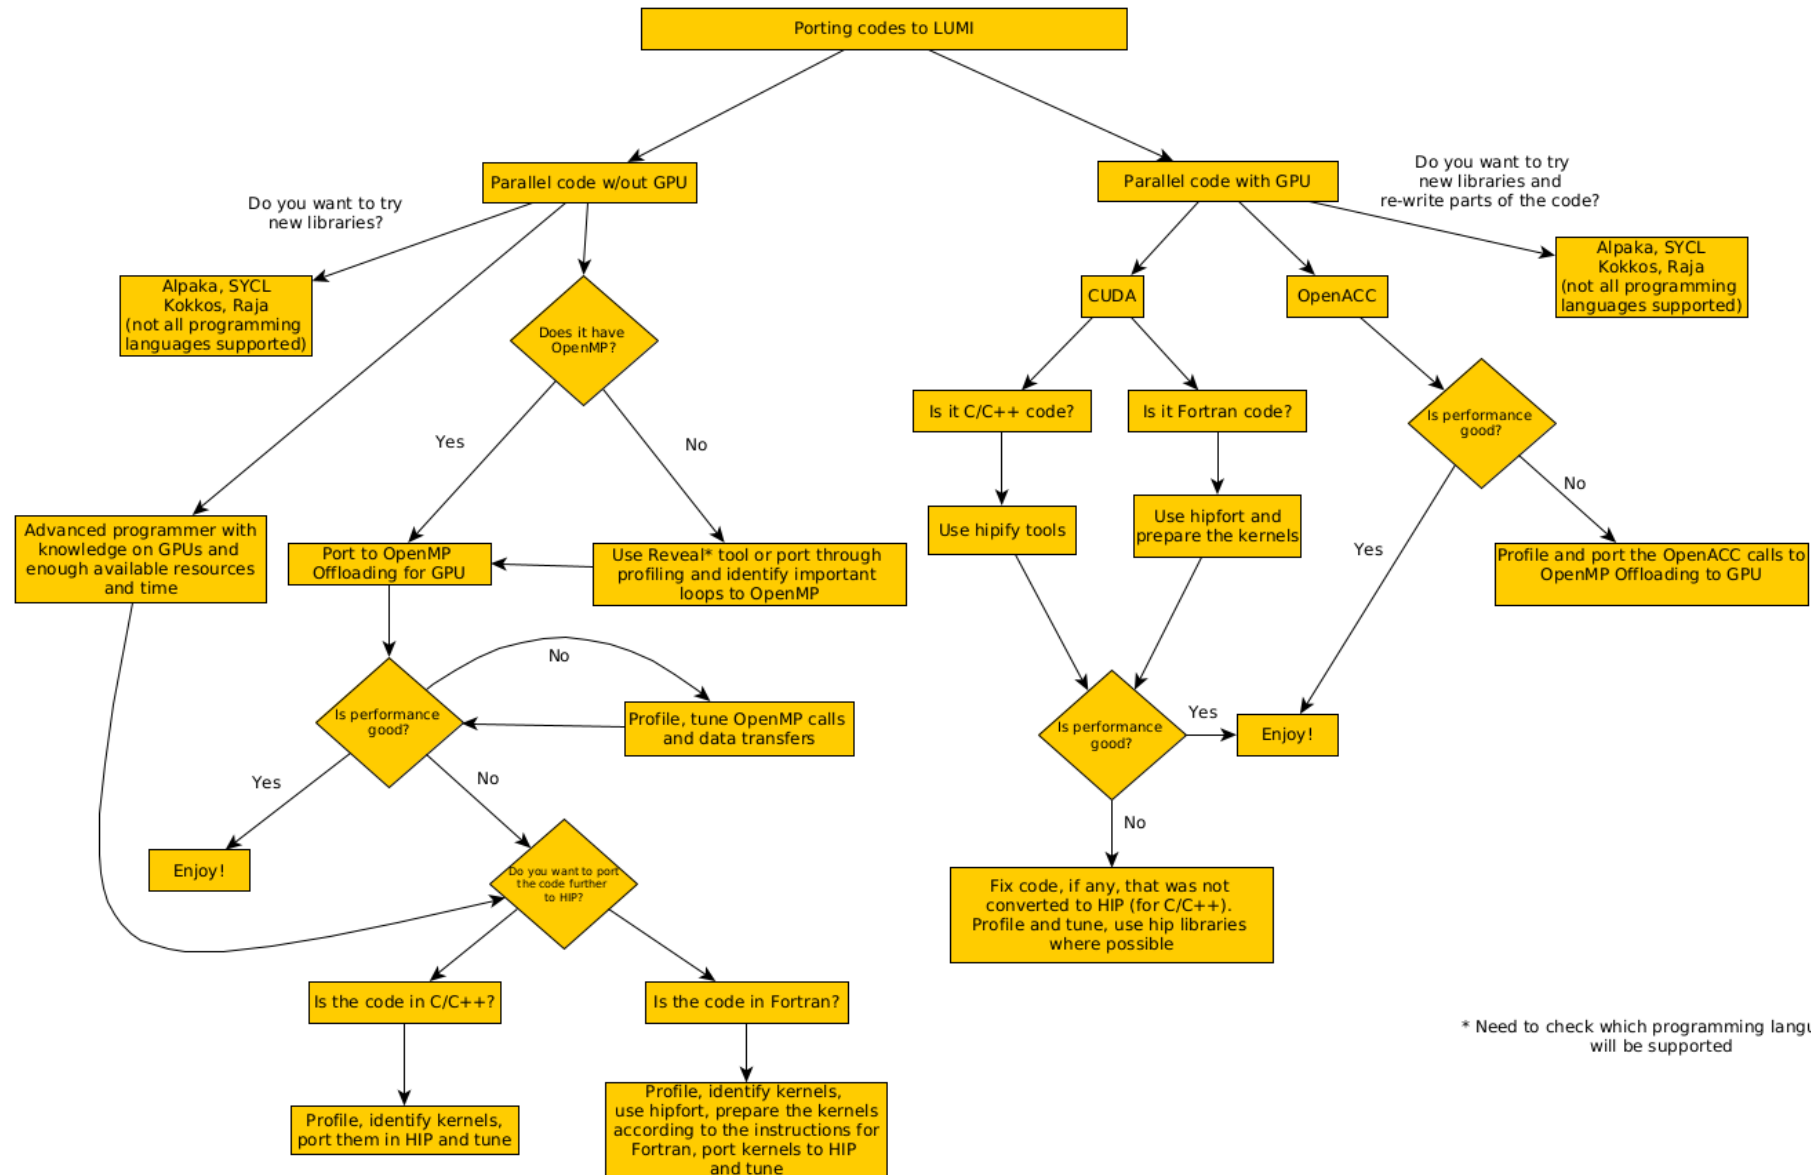 Porting codes to LUMI
Parallel code w/out GPU
Parallel code with GPU
Do you want to try
new libraries and
re-write parts of the code?
Do you want to try
new libraries?
Alpaka, SYCL
Kokkos, Raja
(not all programming
languages supported)
Does it have
OpenMP?
CUDA
OpenACC
Alpaka, SYCL
Kokkos, Raja
(not all programming
languages supported)
Is it C/C++ code?
Is it Fortran code?
Is performance
good?
Yes
No
No
Yes
Advanced programmer with
knowledge on GPUs and
enough available resources
and time
Port to OpenMP
Offloading for GPU
Use Reveal* tool or port through
profiling and identify important
loops to OpenMP
Use hipify tools
Use hipfort and
prepare the kernels
Profile and port the OpenACC calls to
OpenMP Offloading to GPU
No
Is performance
good?
Profile, tune OpenMP calls
and data transfers
Is performance
good?
Yes
Enjoy!
Yes
No
No
Enjoy!
Do you want to port
the code further
to HIP?
Fix code, if any, that was not
converted to HIP (for C/C++).
Profile and tune, use hip libraries
where possible
Is the code in C/C++?
Is the code in Fortran?
* Need to check which programming
will be supported
Profile, identify kernels,
port them in HIP and tune
Profile, identify kernels,
use hipfort, prepare the kernels
according to the instructions for
Fortran, port kernels to HIP
and tune